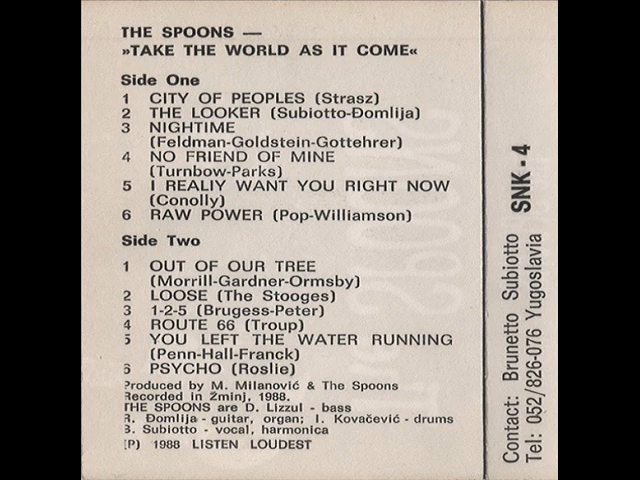 THE SPOONS —
»TAKE THE WORLD AS IT COME«
Side One
1 CITY OF PEOPLES (Strasz)
2 THE LOOKER (Subiotto-Đomlija)
3 NIGHTIME
(Feldman-Goldstein-Gottehrer)
4 NO FRIEND OF MINE
(Turnbow-Parks)
5 I REALIY WANT YOU RIGHT NOW
(Conolly)
6 RAW POWER (Pop-Williamson)
Side Two
1 OUT OF OUR TREE
(Morrill-Gardner-Ormsby)
2 LOOSE (The Stooges)
3 1-2-5 (Brugess-Peter)
4 ROUTE 66 (Troup)
5 YOU LEFT THE WATER RUNNING
(Penn-Hall-Franck)
6 PSYCHO (Roslie)
Produced by M. Milanović & The Spoons
Recorded in Žminj, 1988.
THE SPOONS are D. Lizzul - bass
R. Đomlija - guitar, organ; I. Kovačević - drums
B. Subiotto - vocal, harmonica
(P) 1988 LISTEN LOUDEST
SNK - 4
Contact: Brunetto Subiotto
Tel: 052/826-076 Yugoslavia